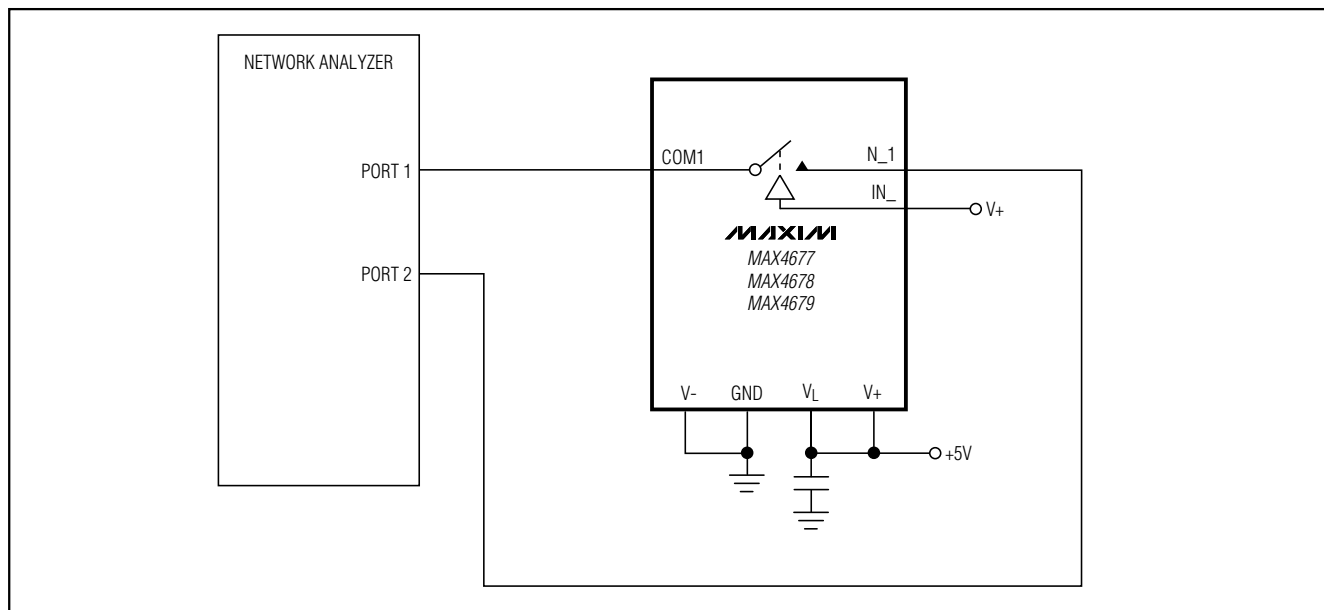 NETWORK ANALYZER
PORT 1
COM1
N_1
IN_
V+
MAXIM
MAX4677
MAX4678
MAX4679
PORT 2
V-
GND
VL
V+
+5V